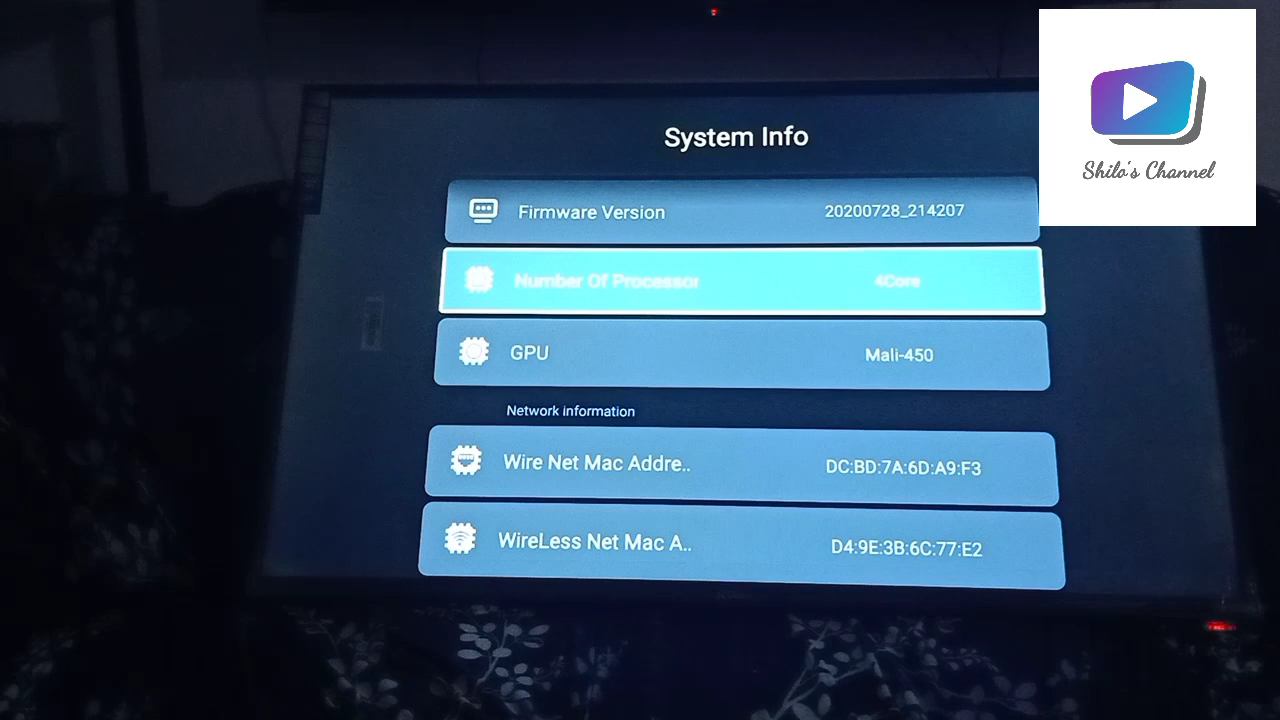 System Info
Firmware Version 20200728_214207
Number Of Processor 4Core
GPU Mali-450
Network information
Wire Net Mac Addre.. DC:BD:7A:6D:A9:F3
WireLess Net Mac A.. D4:9E:3B:6C:77:E2
Shilo's Channel